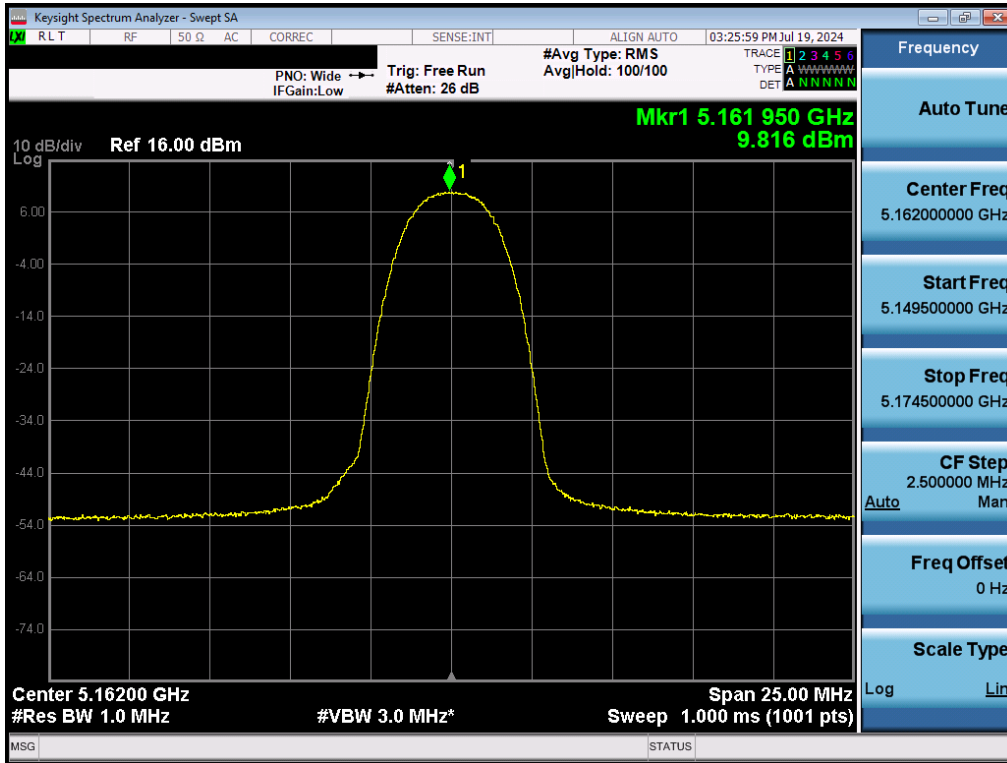 Keysight Spectrum Analyzer - Swept SA
LXI RLT RF 50 Ω AC CORREC SENSE:INT ALIGN AUTO 03:25:59 PM Jul 19, 2024
PNO: Wide
IFGain:Low
Trig: Free Run
#Atten: 26 dB
#Avg Type: RMS
Avg|Hold: 100/100
TRACE 1 2 3 4 5 6
TYPE A WWWWW
DET A N N N N N
Mkr1 5.161 950 GHz
9.816 dBm
10 dB/div Ref 16.00 dBm
Log
1
6.00
-4.00
-14.0
-24.0
-34.0
-44.0
-54.0
-64.0
-74.0
Center 5.16200 GHz Span 25.00 MHz
#Res BW 1.0 MHz #VBW 3.0 MHz* Sweep 1.000 ms (1001 pts)
MSG STATUS
Frequency
Auto Tune
Center Freq
5.162000000 GHz
Start Freq
5.149500000 GHz
Stop Freq
5.174500000 GHz
CF Step
2.500000 MHz
Auto Man
Freq Offset
0 Hz
Scale Type
Log Lin